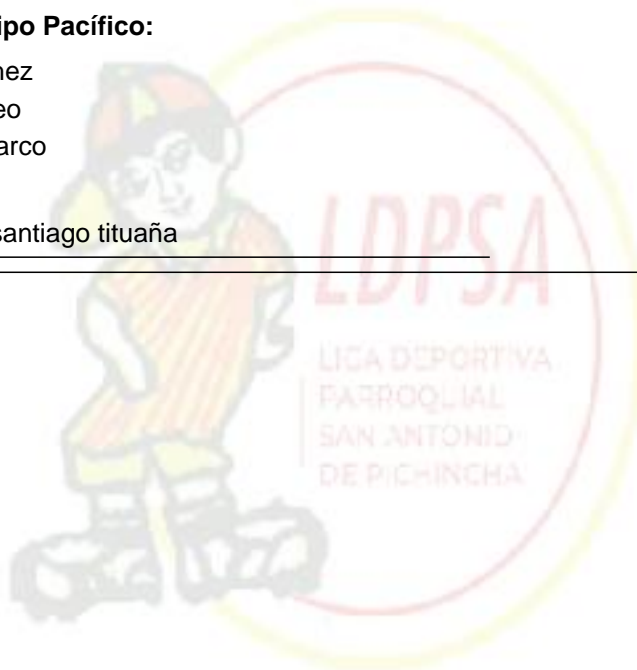 ipo Pacífico:
nez
eo
arco
santiago tituaña
LDPSA
LIGA DEPORTIVA
PARROQUIAL
SAN ANTONIO
DE PICHINCHA